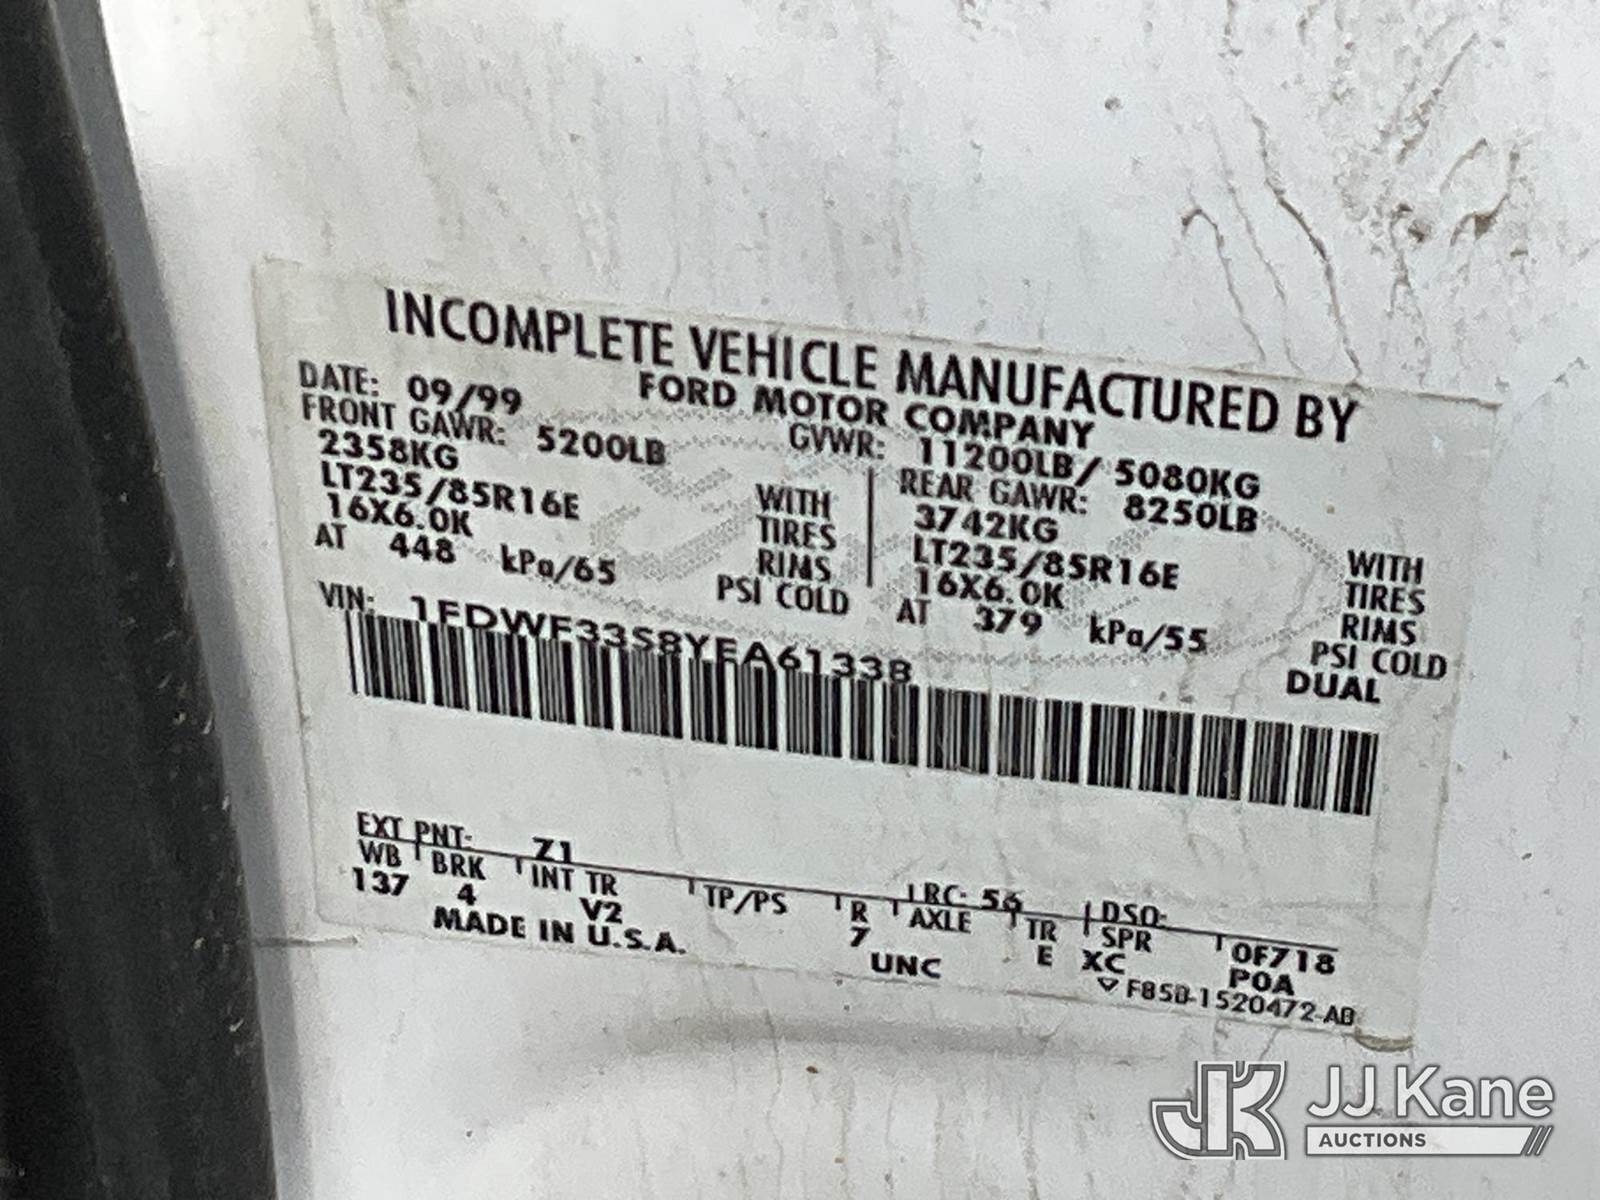 INCOMPLETE VEHICLE MANUFACTURED BY
FORD MOTOR COMPANY
DATE: 09/99 GVWR: 11200LB/ 5080KG
FRONT GAWR: 5200LB REAR GAWR: 8250LB
2358KG WITH 3742KG WITH
LT235/85R16E TIRES LT235/85R16E TIRES
16X6.0K RIMS 16X6.0K RIMS
AT 448 kPa/65 PSI COLD AT 379 kPa/55 PSI COLD
DUAL
VIN: 1FDWF33S8YEA61338
EXT PNT: Z1 RC: 56 DSO:
WB BRK INT TR TP/PS R AXLE TR SPR 0F718
137 4 V2 7 E XC P0A
MADE IN U.S.A. UNC
F85B-1520472-AB
JK
JJ Kane
AUCTIONS